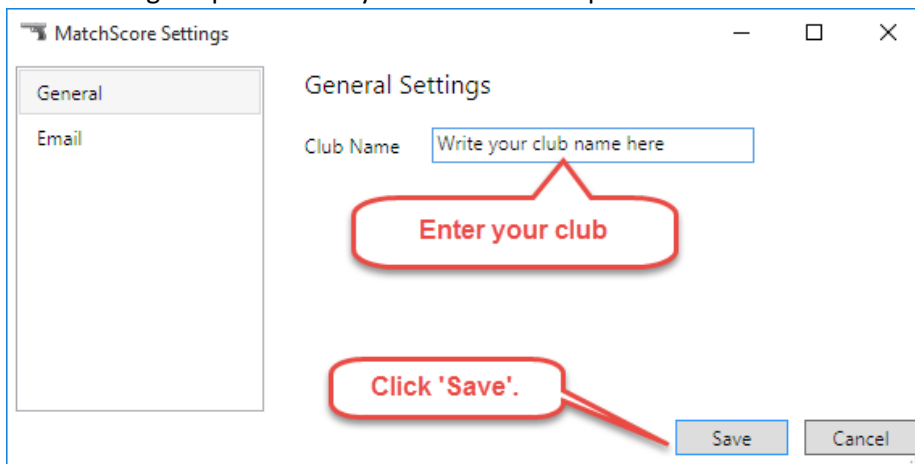 MatchScore Settings
General
Email
General Settings
Club Name
Write your club name here
Enter your club
Click 'Save'.
Save
Cancel